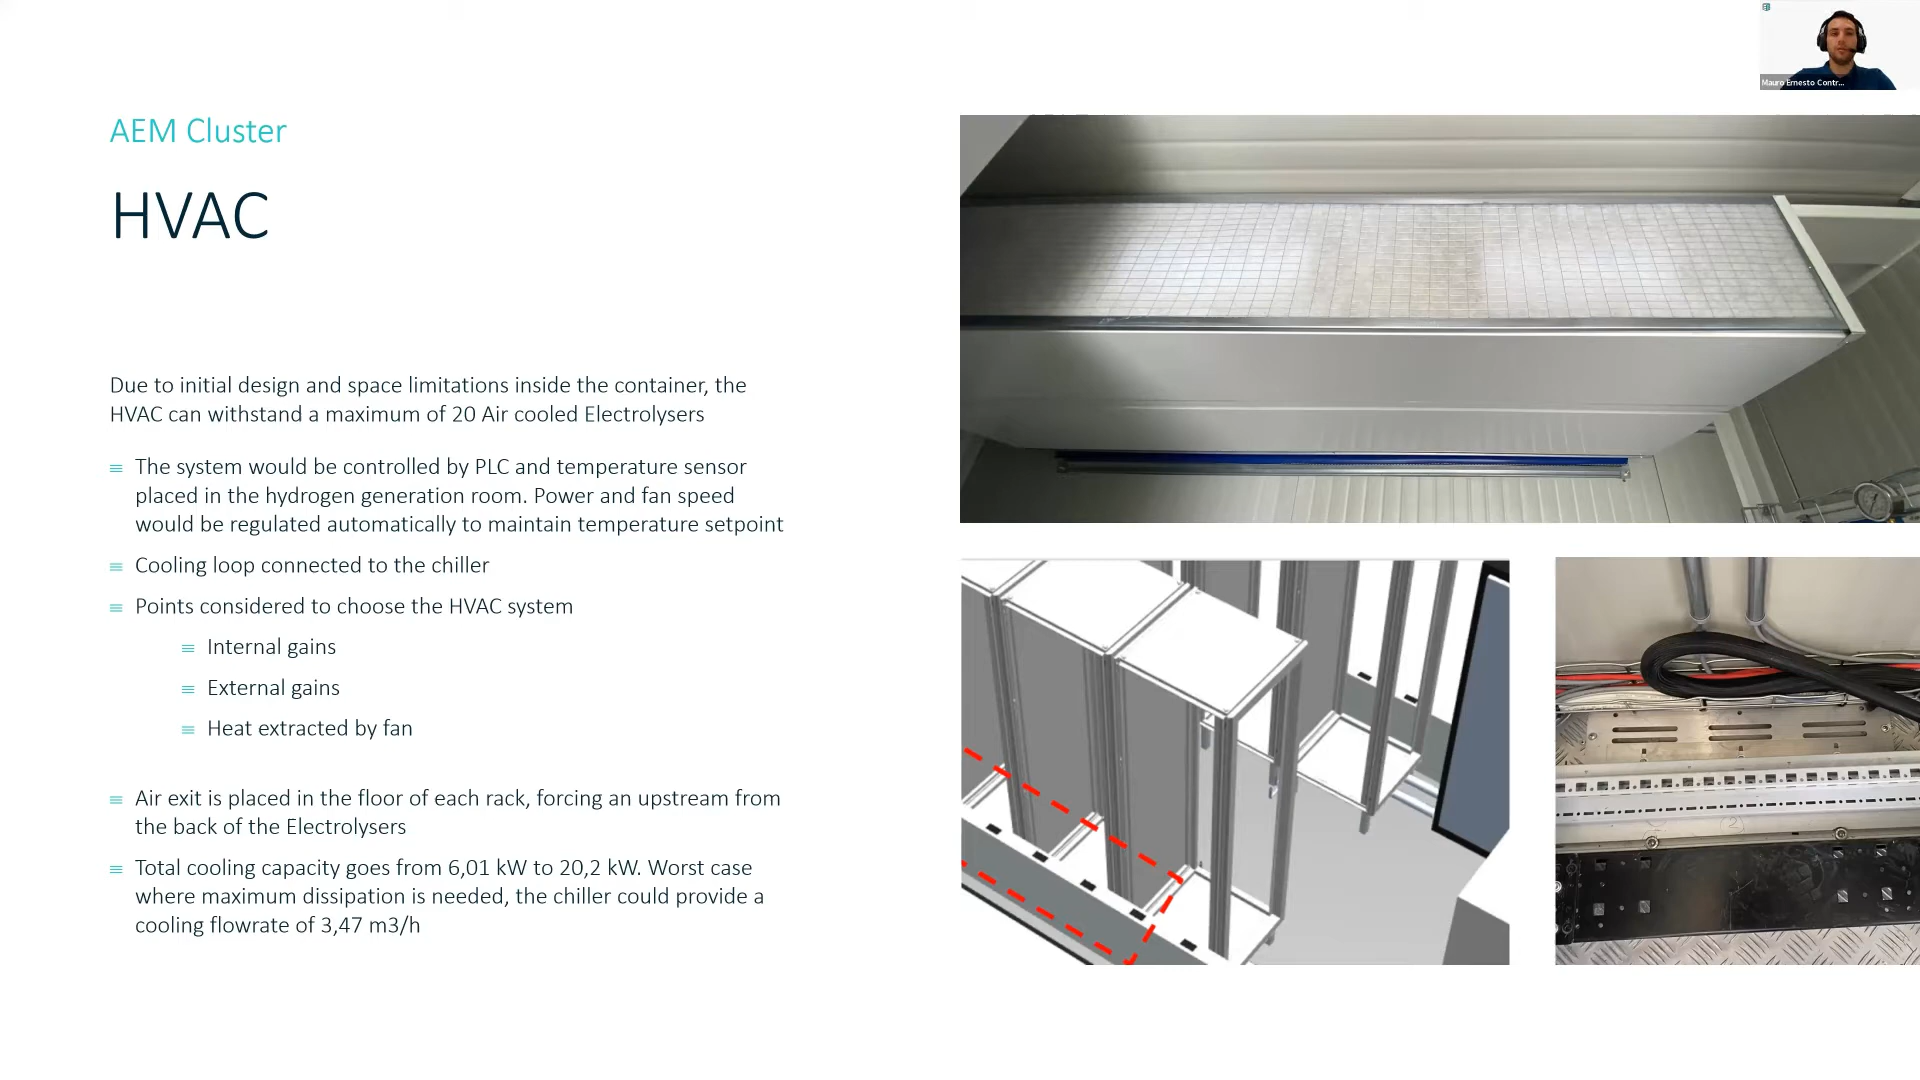 Mauro Ernesto Contr...
AEM Cluster
HVAC
Due to initial design and space limitations inside the container, the
HVAC can withstand a maximum of 20 Air cooled Electrolysers
The system would be controlled by PLC and temperature sensor
placed in the hydrogen generation room. Power and fan speed
would be regulated automatically to maintain temperature setpoint
Cooling loop connected to the chiller
Points considered to choose the HVAC system
Internal gains
External gains
Heat extracted by fan
Air exit is placed in the floor of each rack, forcing an upstream from
the back of the Electrolysers
Total cooling capacity goes from 6,01 kW to 20,2 kW. Worst case
where maximum dissipation is needed, the chiller could provide a
cooling flowrate of 3,47 m3/h